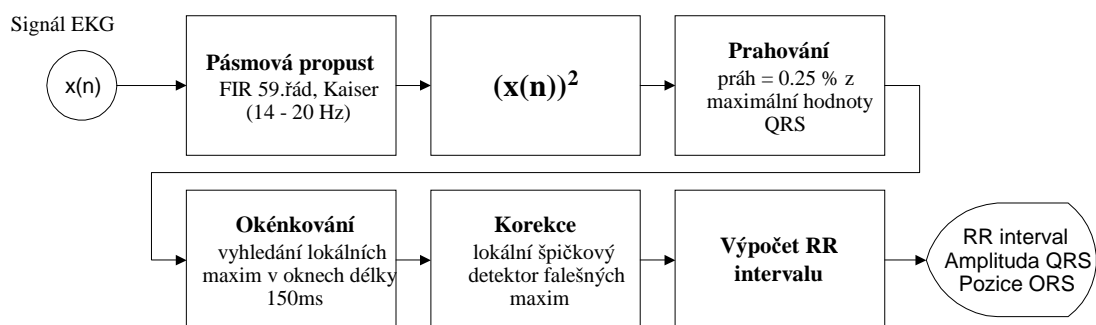 Signál EKG
x(n)
Pásmová propust
FIR 59.řád, Kaiser
(14 - 20 Hz)
(x(n))²
Prahování
práh = 0.25 % z
maximální hodnoty
QRS
Okénkování
vyhledání lokálních
maxim v oknech délky
150ms
Korekce
lokální špičkový
detektor falešných
maxim
Výpočet RR
intervalu
RR interval
Amplituda QRS
Pozice ORS